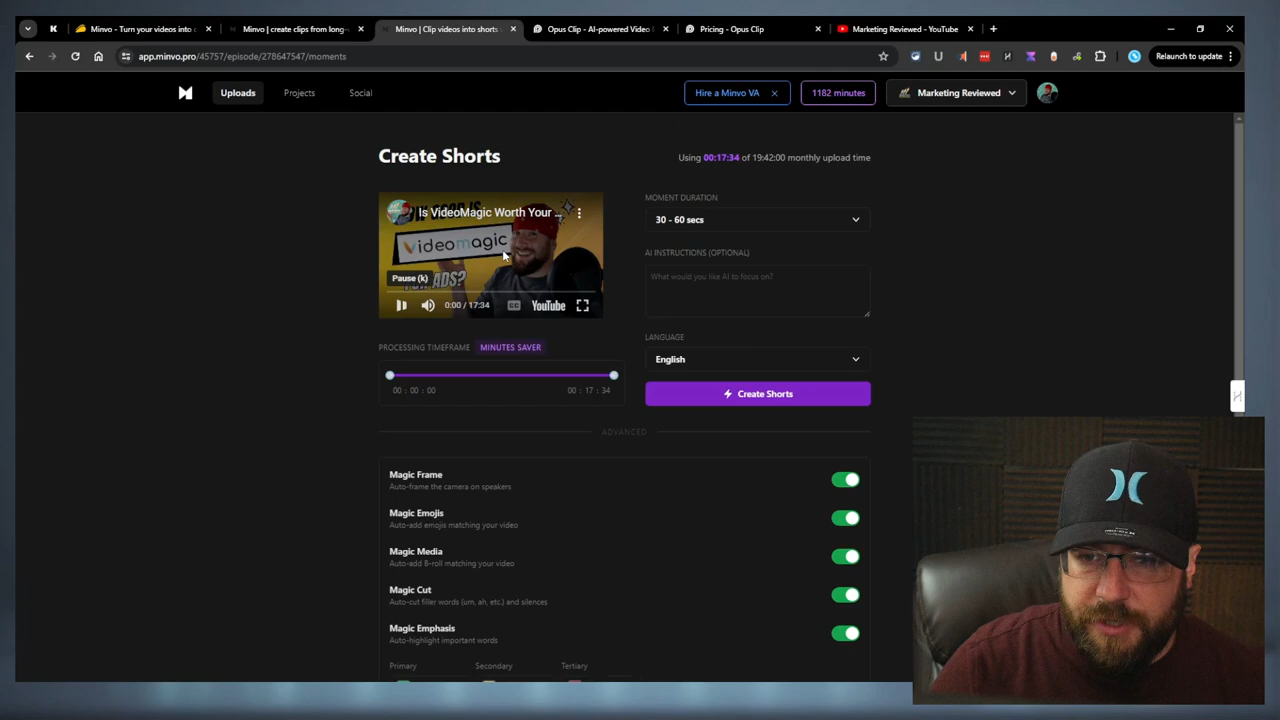 Minvo - Turn your videos into c
Minvo | create clips from long-
Minvo | Clip videos into shorts
Opus Clip - AI-powered Video
Pricing - Opus Clip
Marketing Reviewed - YouTube
app.minvo.pro/45757/episode/278647547/moments
Relaunch to update
Uploads
Projects
Social
Hire a Minvo VA
1182 minutes
Marketing Reviewed
Create Shorts
Using 00:17:34 of 19:42:00 monthly upload time
Is VideoMagic Worth Your ...
videomagic
ADS?
Pause (k)
0:00 / 17:34
CC
YouTube
PROCESSING TIMEFRAME
MINUTES SAVER
00 : 00 : 00
00 : 17 : 34
MOMENT DURATION
30 - 60 secs
AI INSTRUCTIONS (OPTIONAL)
What would you like AI to focus on?
LANGUAGE
English
Create Shorts
ADVANCED
Magic Frame
Auto-frame the camera on speakers
Magic Emojis
Auto-add emojis matching your video
Magic Media
Auto-add B-roll matching your video
Magic Cut
Auto-cut filler words (um, ah, etc.) and silences
Magic Emphasis
Auto-highlight important words
Primary
Secondary
Tertiary